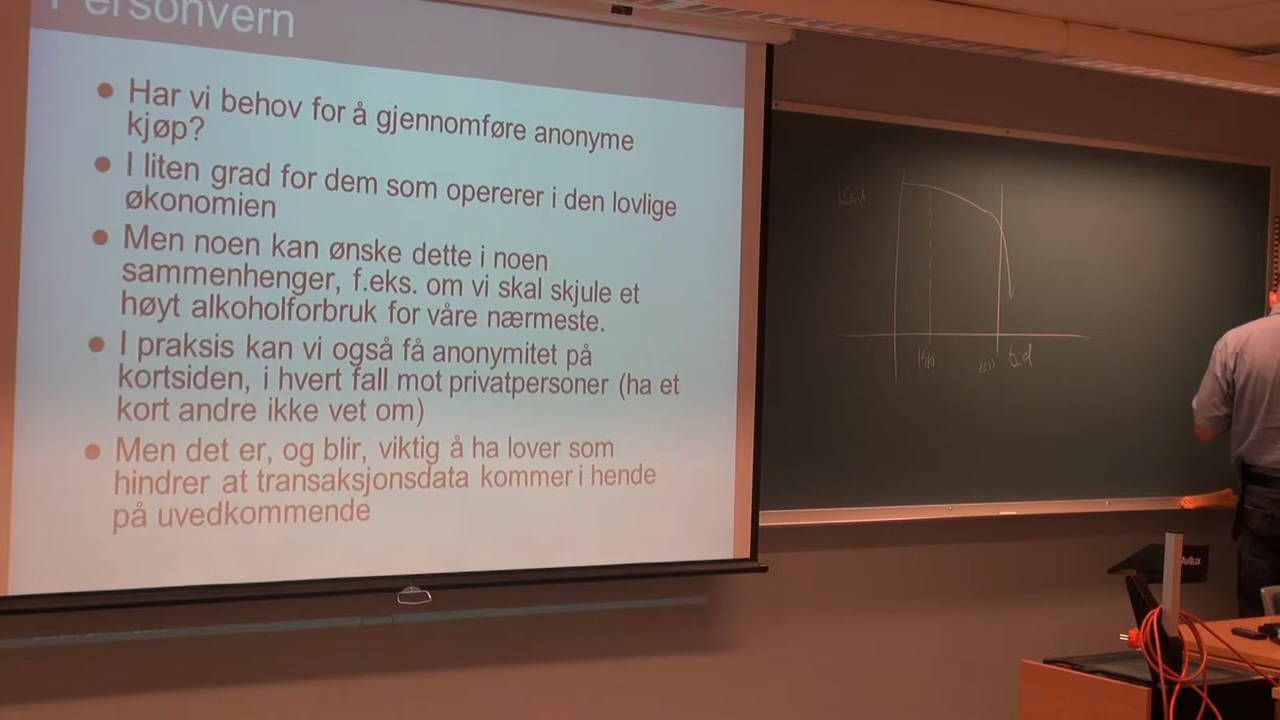 Personvern
Har vi behov for å gjennomføre anonyme
kjøp?
I liten grad for dem som opererer i den lovlige
økonomien
Men noen kan ønske dette i noen
sammenhenger, f.eks. om vi skal skjule et
høyt alkoholforbruk for våre nærmeste.
I praksis kan vi også få anonymitet på
kortsiden, i hvert fall mot privatpersoner (ha et
kort andre ikke vet om)
Men det er, og blir, viktig å ha lover som
hindrer at transaksjonsdata kommer i hende
på uvedkommende